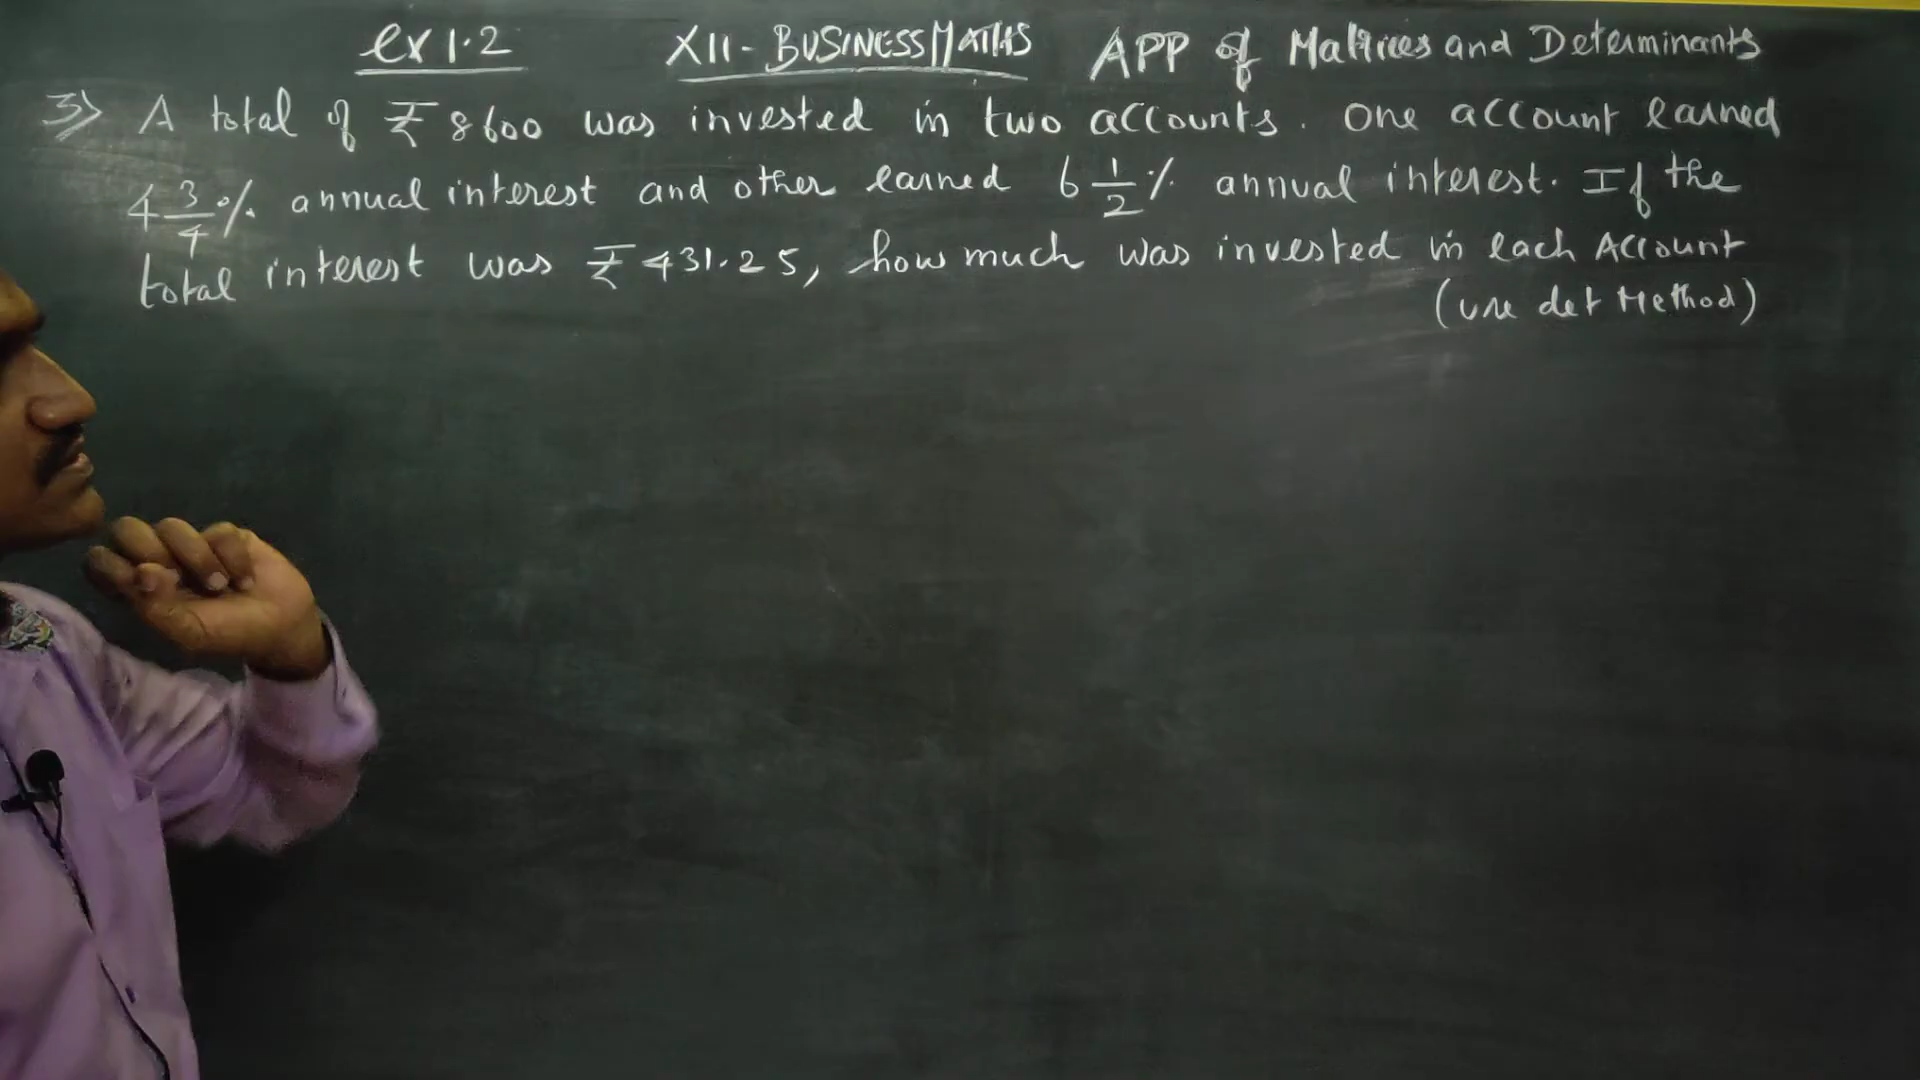 ex 1.2 XII - BUSINESS MATHS APP of Matrices and Determinants
3) A total of ₹ 8600 was invested in two accounts. One account earned
4 3/4 % annual interest and other earned 6 1/2 % annual interest. If the
total interest was ₹ 431.25, how much was invested in each Account
(use det Method)